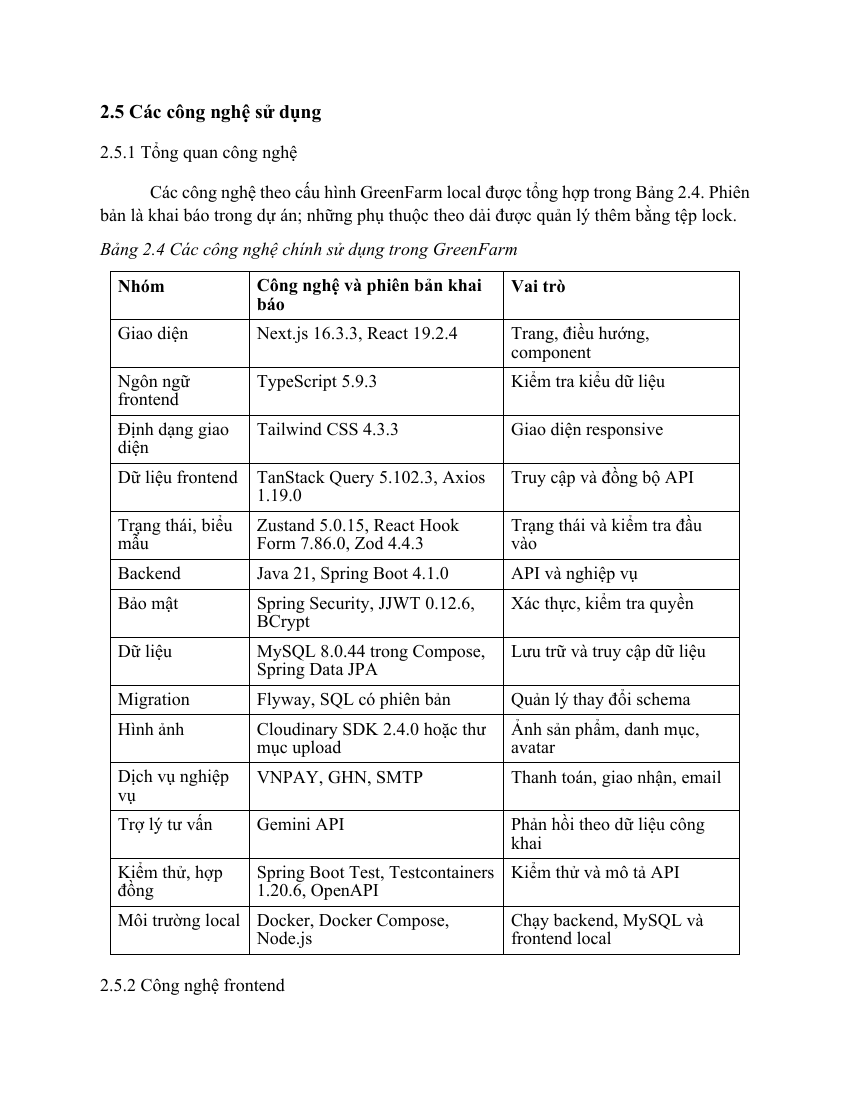 2.5 Các công nghệ sử dụng
2.5.1 Tổng quan công nghệ
Các công nghệ theo cấu hình GreenFarm local được tổng hợp trong Bảng 2.4. Phiên
bản là khai báo trong dự án; những phụ thuộc theo dải được quản lý thêm bằng tệp lock.
Bảng 2.4 Các công nghệ chính sử dụng trong GreenFarm
Nhóm
Công nghệ và phiên bản khai
báo
Vai trò
Giao diện
Next.js 16.3.3, React 19.2.4
Trang, điều hướng,
component
Ngôn ngữ
frontend
TypeScript 5.9.3
Kiểm tra kiểu dữ liệu
Định dạng giao
diện
Tailwind CSS 4.3.3
Giao diện responsive
Dữ liệu frontend
TanStack Query 5.102.3, Axios
1.19.0
Truy cập và đồng bộ API
Trạng thái, biểu
mẫu
Zustand 5.0.15, React Hook
Form 7.86.0, Zod 4.4.3
Trạng thái và kiểm tra đầu
vào
Backend
Java 21, Spring Boot 4.1.0
API và nghiệp vụ
Bảo mật
Spring Security, JJWT 0.12.6,
BCrypt
Xác thực, kiểm tra quyền
Dữ liệu
MySQL 8.0.44 trong Compose,
Spring Data JPA
Lưu trữ và truy cập dữ liệu
Migration
Flyway, SQL có phiên bản
Quản lý thay đổi schema
Hình ảnh
Cloudinary SDK 2.4.0 hoặc thư
mục upload
Ảnh sản phẩm, danh mục,
avatar
Dịch vụ nghiệp
vụ
VNPAY, GHN, SMTP
Thanh toán, giao nhận, email
Trợ lý tư vấn
Gemini API
Phản hồi theo dữ liệu công
khai
Kiểm thử, hợp
đồng
Spring Boot Test, Testcontainers
1.20.6, OpenAPI
Kiểm thử và mô tả API
Môi trường local
Docker, Docker Compose,
Node.js
Chạy backend, MySQL và
frontend local
2.5.2 Công nghệ frontend